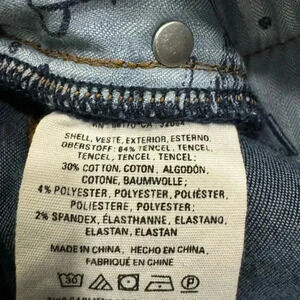 SHELL, VESTE, EXTERIOR, ESTERNO,
OBERSTOFF: 64% TENCEL, TENCEL,
TENCEL, TENCEL, TENCEL
30% COTTON, COTON, ALGODÓN,
COTONE, BAUMWOLLE;
4% POLYESTER, POLYESTER, POLIÉSTER,
POLIESTERE, POLYESTER;
2% SPANDEX, ÉLASTHANNE, ELASTANO,
ELASTAN, ELASTAN
MADE IN CHINA, HECHO EN CHINA,
FABRIQUÉ EN CHINE
30